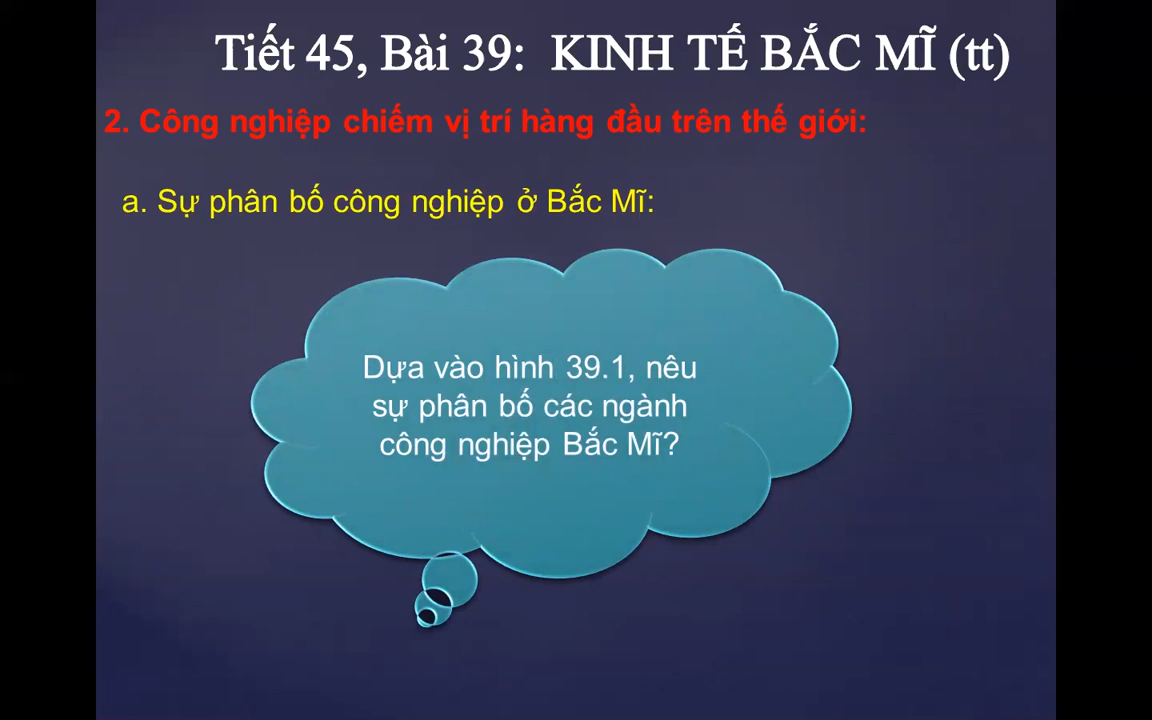 Tiết 45, Bài 39: KINH TẾ BẮC MĨ (tt)
2. Công nghiệp chiếm vị trí hàng đầu trên thế giới:
a. Sự phân bố công nghiệp ở Bắc Mĩ:
Dựa vào hình 39.1, nêu
sự phân bố các ngành
công nghiệp Bắc Mĩ?